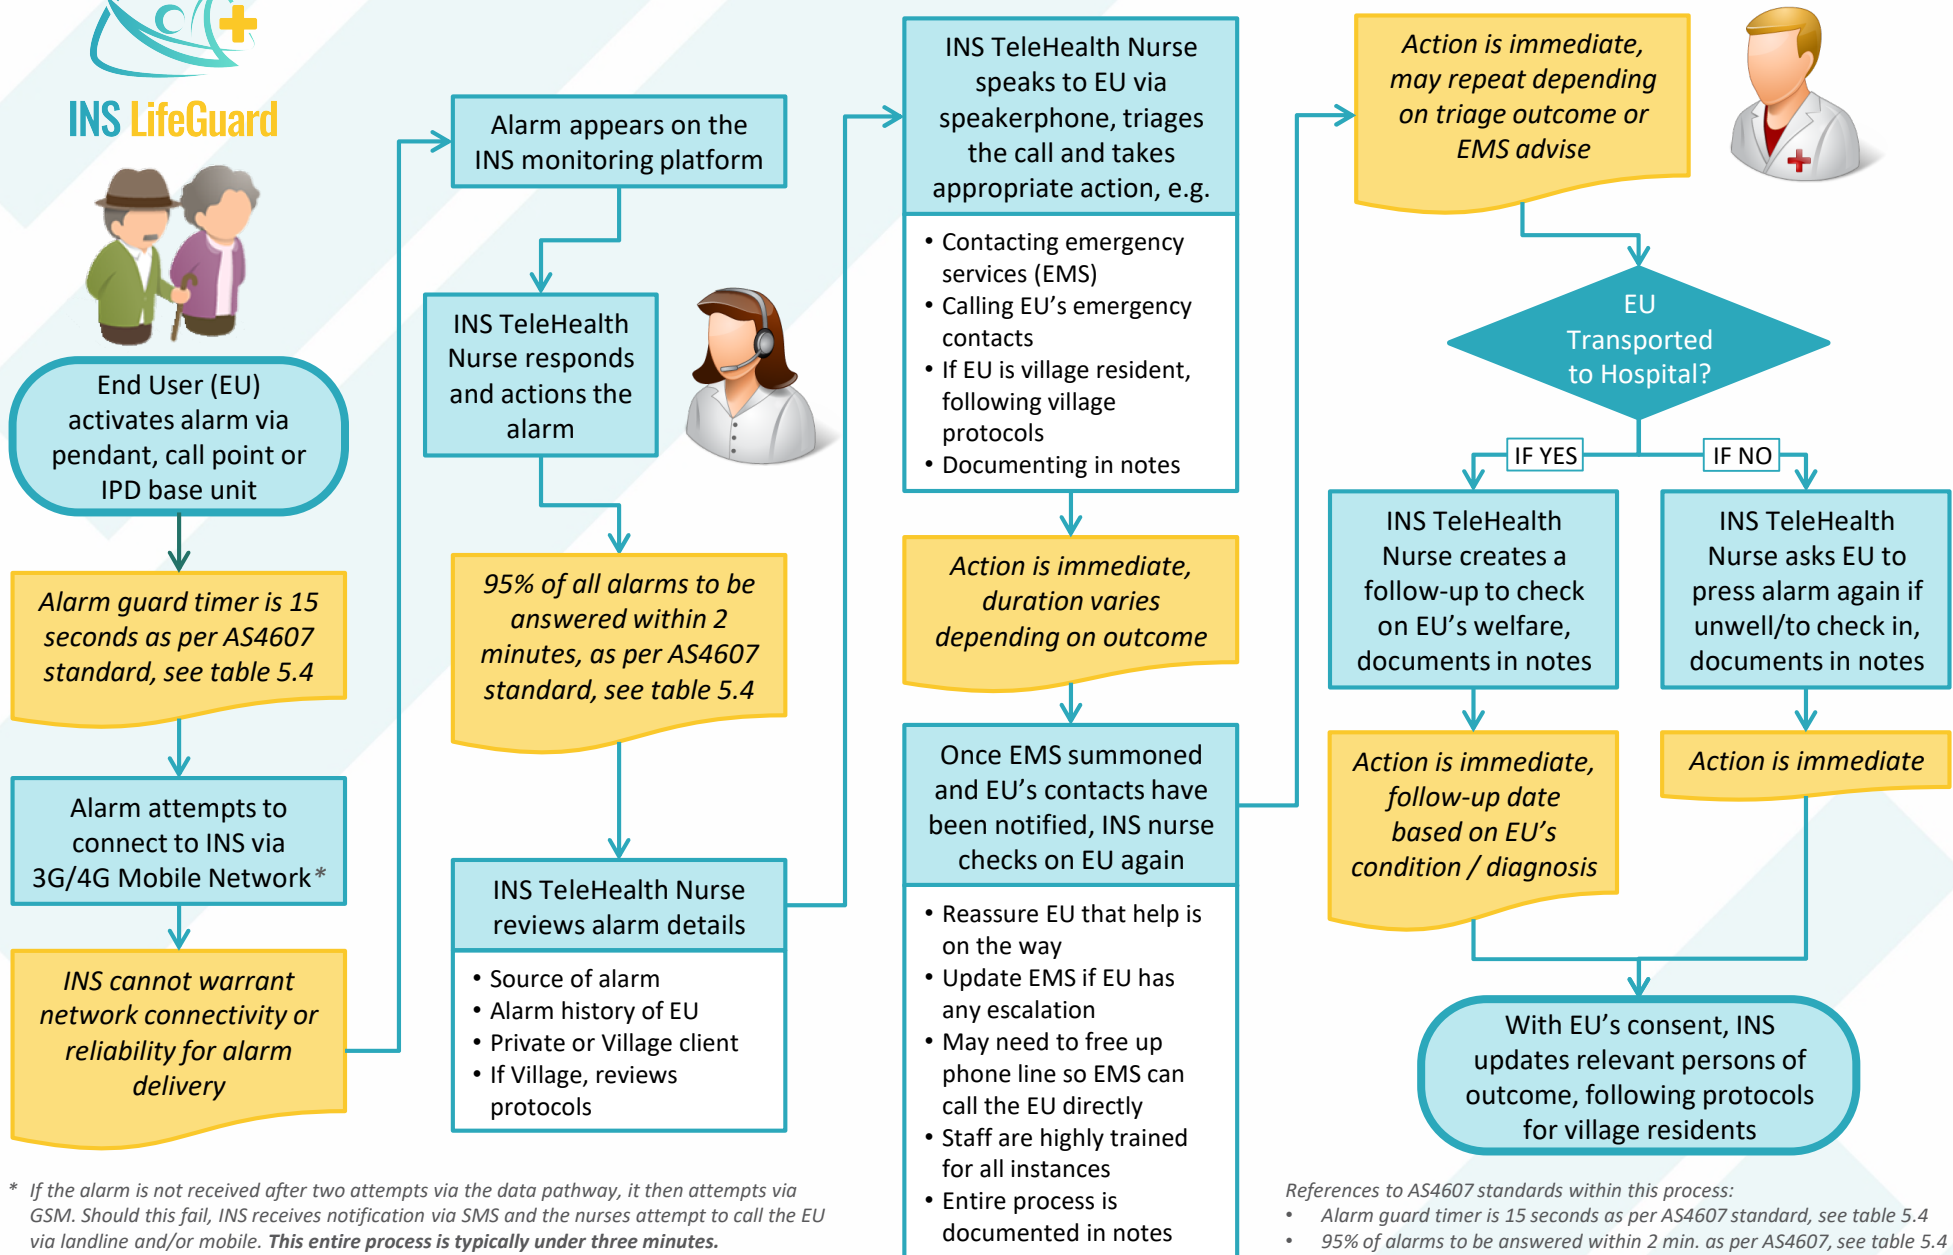 INS LifeGuard
End User (EU)
activates alarm via
pendant, call point or
IPD base unit
Alarm guard timer is 15
seconds as per AS4607
standard, see table 5.4
Alarm attempts to
connect to INS via
3G/4G Mobile Network*
INS cannot warrant
network connectivity or
reliability for alarm
delivery
Alarm appears on the
INS monitoring platform
INS TeleHealth
Nurse responds
and actions the
alarm
95% of all alarms to be
answered within 2
minutes, as per AS4607
standard, see table 5.4
INS TeleHealth Nurse
reviews alarm details
• Source of alarm
• Alarm history of EU
• Private or Village client
• If Village, reviews
protocols
INS TeleHealth Nurse
speaks to EU via
speakerphone, triages
the call and takes
appropriate action, e.g.
• Contacting emergency
services (EMS)
• Calling EU’s emergency
contacts
• If EU is village resident,
following village
protocols
• Documenting in notes
Action is immediate,
duration varies
depending on outcome
Once EMS summoned
and EU’s contacts have
been notified, INS nurse
checks on EU again
• Reassure EU that help is
on the way
• Update EMS if EU has
any escalation
• May need to free up
phone line so EMS can
call the EU directly
• Staff are highly trained
for all instances
• Entire process is
documented in notes
Action is immediate,
may repeat depending
on triage outcome or
EMS advise
EU
Transported
to Hospital?
IF YES
IF NO
INS TeleHealth
Nurse creates a
follow-up to check
on EU’s welfare,
documents in notes
INS TeleHealth
Nurse asks EU to
press alarm again if
unwell/to check in,
documents in notes
Action is immediate,
follow-up date
based on EU’s
condition / diagnosis
Action is immediate
With EU’s consent, INS
updates relevant persons of
outcome, following protocols
for village residents
* If the alarm is not received after two attempts via the data pathway, it then attempts via
GSM. Should this fail, INS receives notification via SMS and the nurses attempt to call the EU
via landline and/or mobile. This entire process is typically under three minutes.
References to AS4607 standards within this process:
• Alarm guard timer is 15 seconds as per AS4607 standard, see table 5.4
• 95% of alarms to be answered within 2 min. as per AS4607, see table 5.4